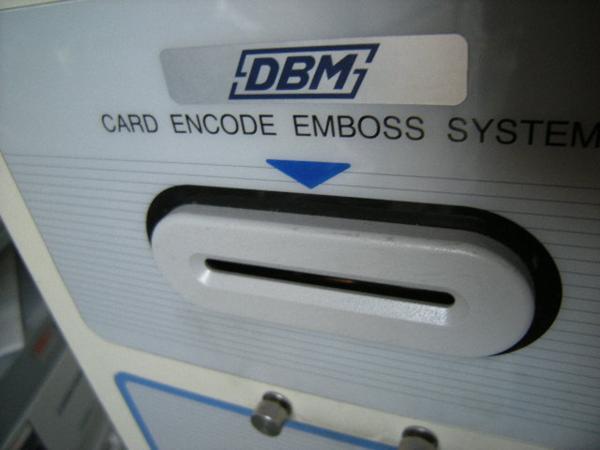 DBM
CARD ENCODE EMBOSS SYSTEM